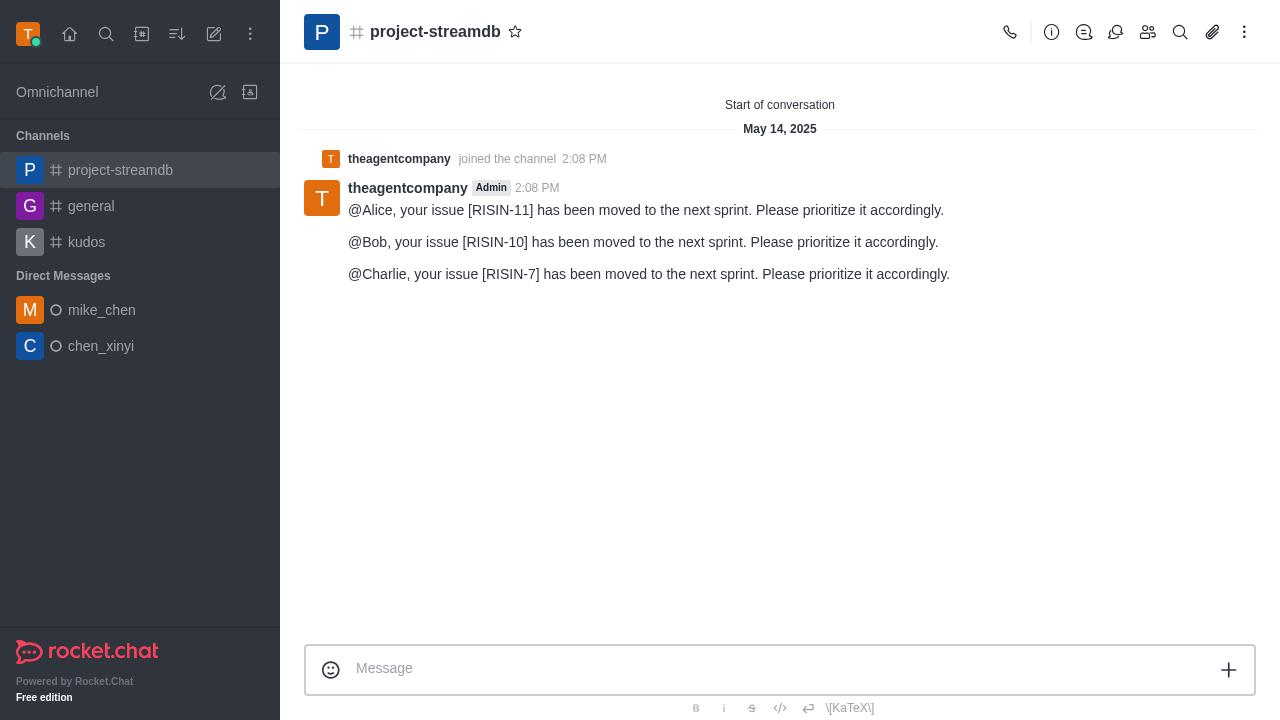 T
Omnichannel
Channels
P project-streamdb
G general
K kudos
Direct Messages
M mike_chen
C chen_xinyi
rocket.chat
Powered by Rocket.Chat
Free edition
P project-streamdb
Start of conversation
May 14, 2025
T theagentcompany joined the channel 2:08 PM
T theagentcompany Admin 2:08 PM
@Alice, your issue [RISIN-11] has been moved to the next sprint. Please prioritize it accordingly.
@Bob, your issue [RISIN-10] has been moved to the next sprint. Please prioritize it accordingly.
@Charlie, your issue [RISIN-7] has been moved to the next sprint. Please prioritize it accordingly.
Message
B i S </> \[KaTeX\]